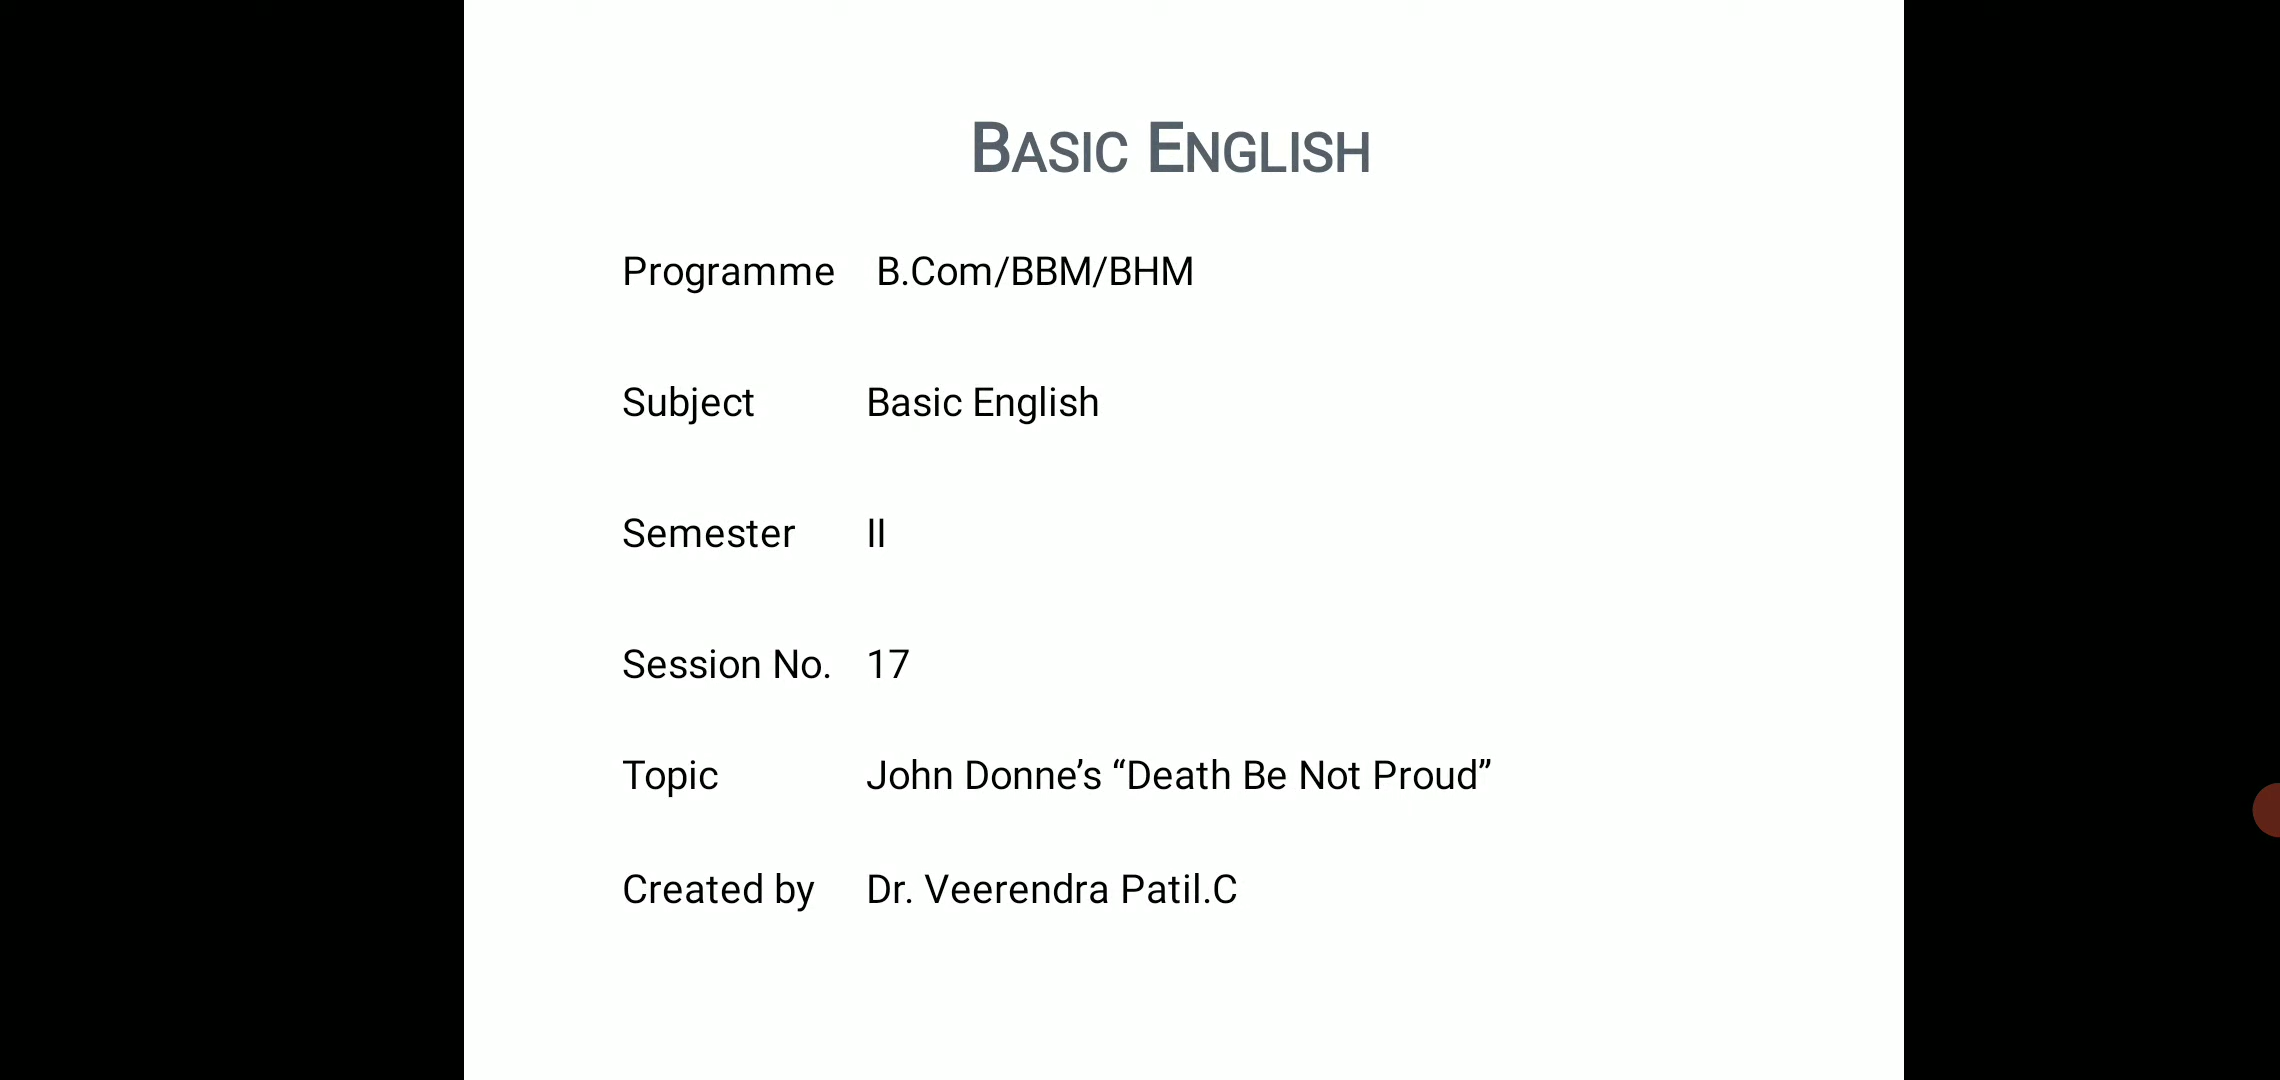 BASIC ENGLISH
Programme B.Com/BBM/BHM
Subject Basic English
Semester II
Session No. 17
Topic John Donne’s “Death Be Not Proud”
Created by Dr. Veerendra Patil.C